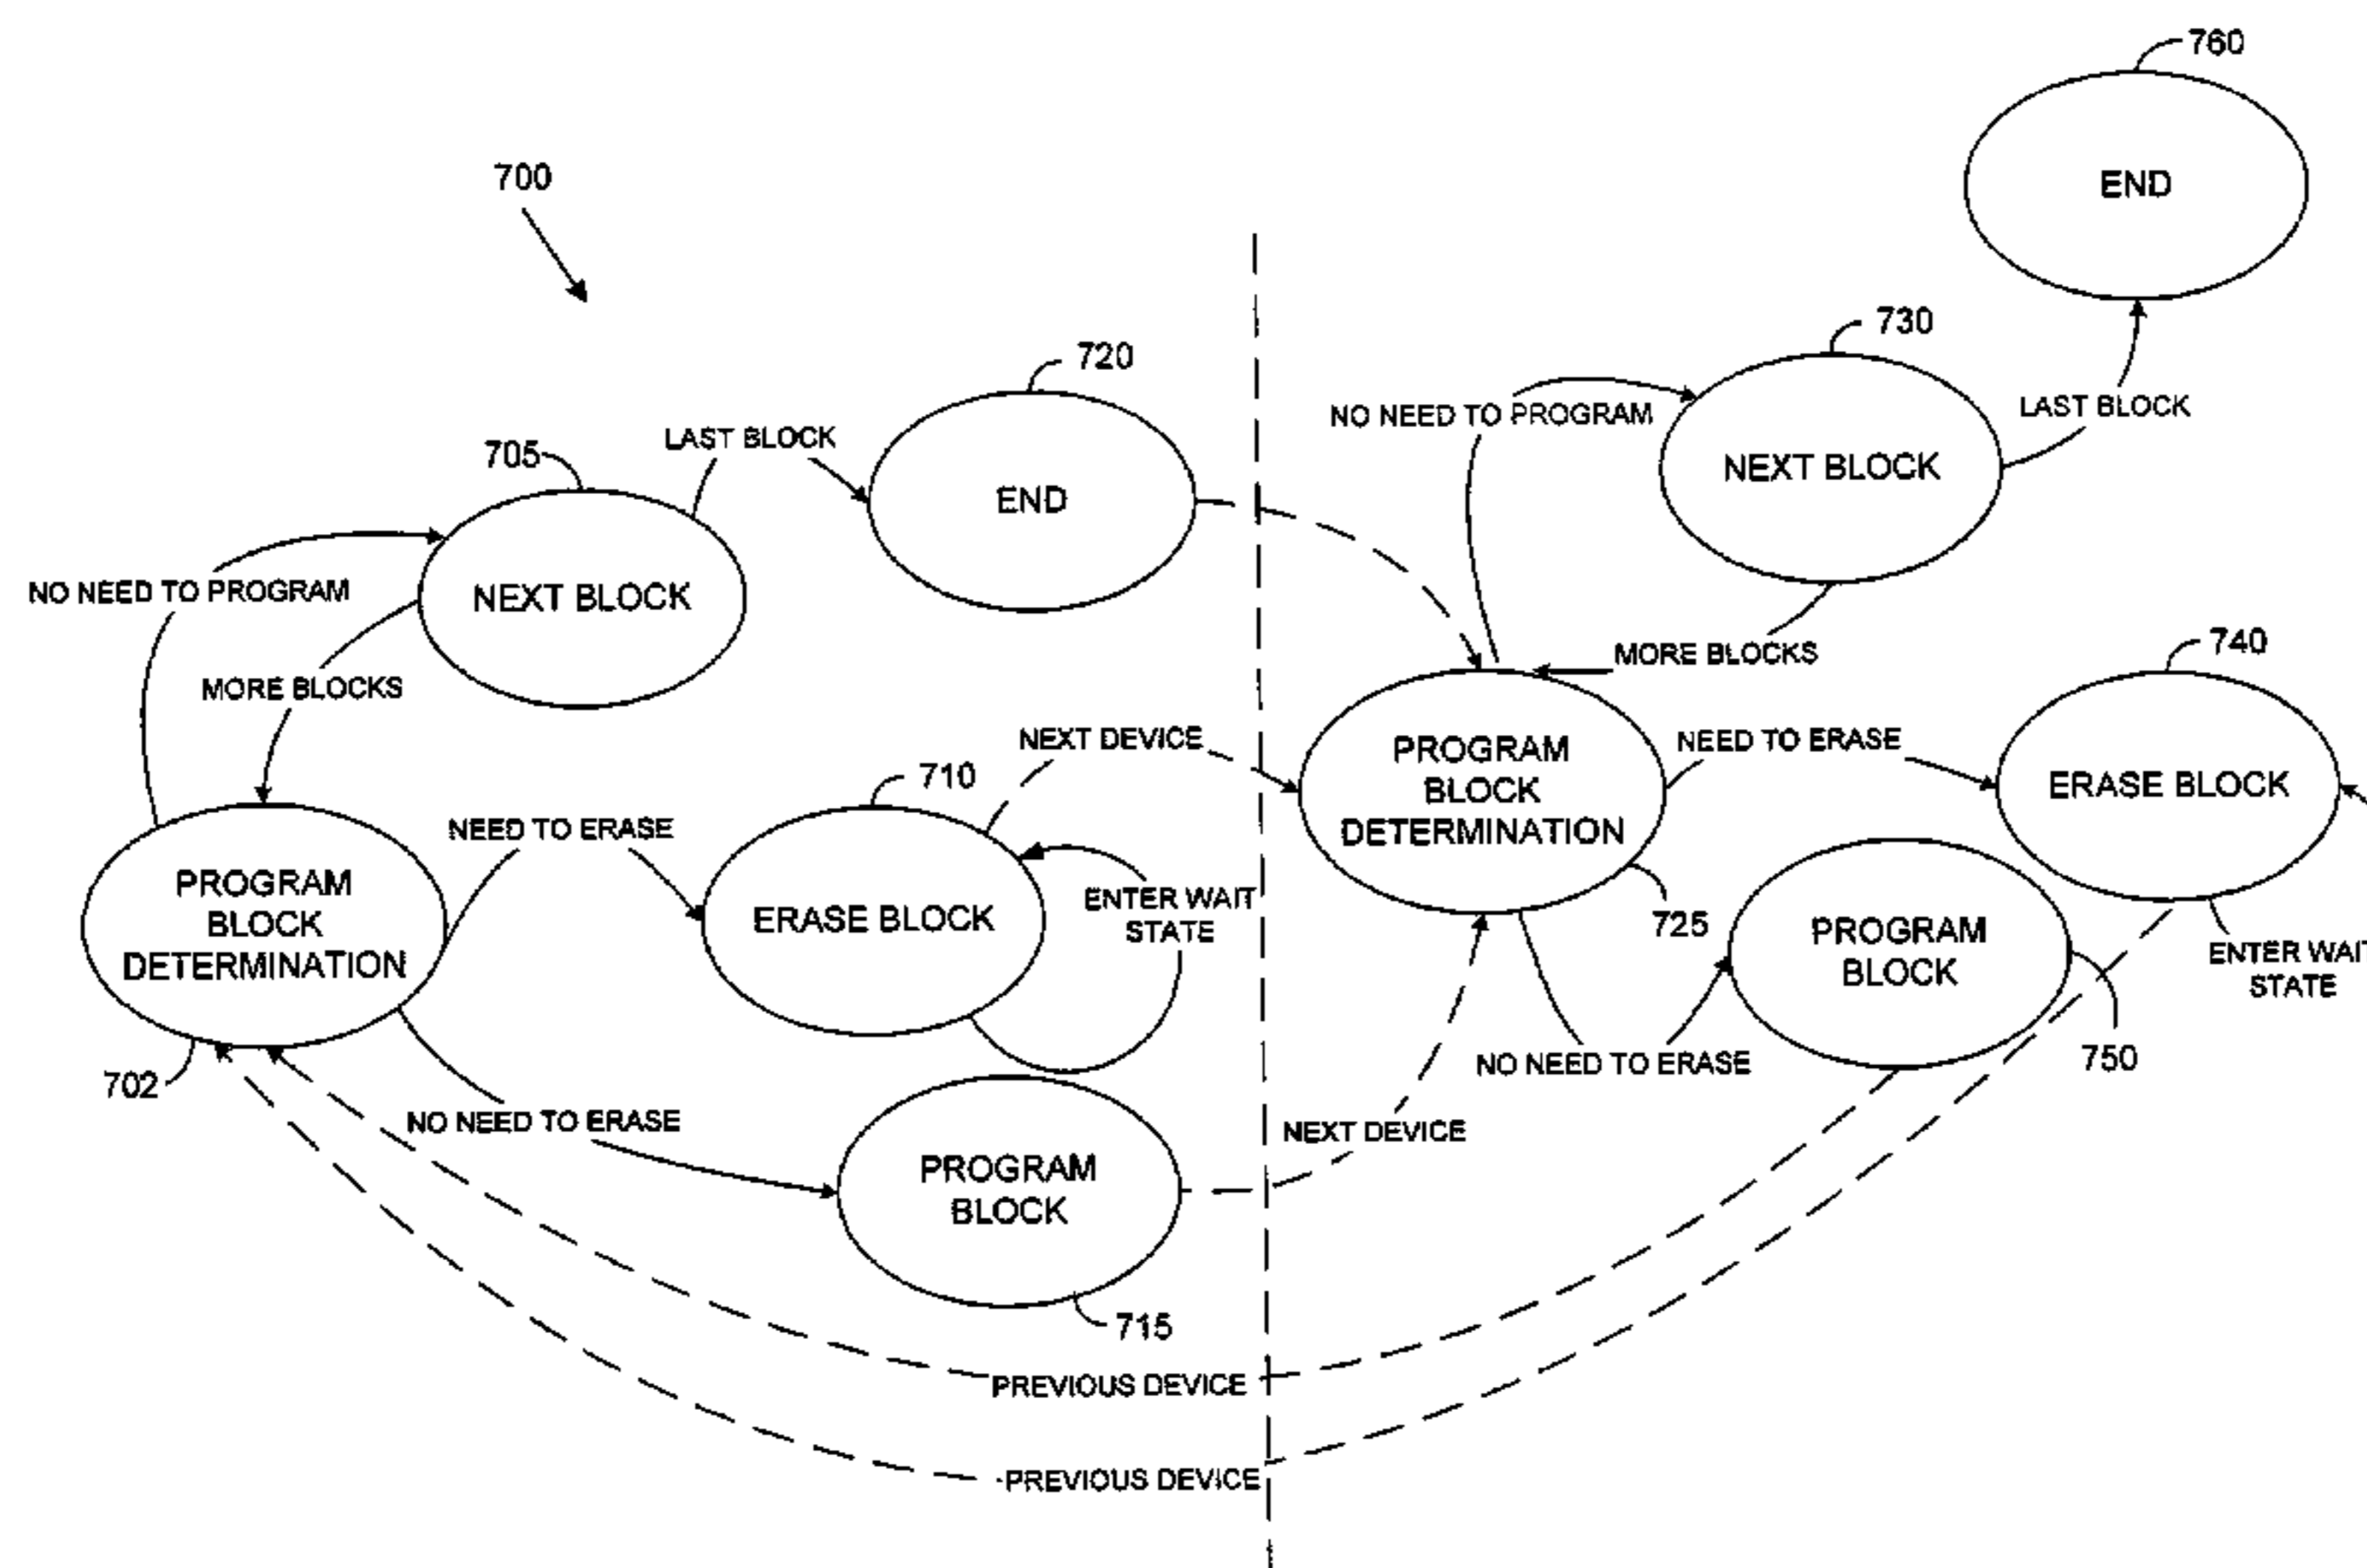 760
END
700
730
720
NO NEED TO PROGRAM
LAST BLOCK
LAST BLOCK
705
NEXT BLOCK
END
NO NEED TO PROGRAM
NEXT BLOCK
MORE BLOCKS
740
MORE BLOCKS
NEXT DEVICE
NEED TO ERASE
PROGRAM
BLOCK
DETERMINATION
ERASE BLOCK
710
NEED TO ERASE
PROGRAM
BLOCK
DETERMINATION
ERASE BLOCK
ENTER WAIT
STATE
725
PROGRAM
BLOCK
ENTER WAIT
STATE
702
NO NEED TO ERASE
750
NO NEED TO ERASE
NEXT DEVICE
PROGRAM
BLOCK
715
PREVIOUS DEVICE
PREVIOUS DEVICE